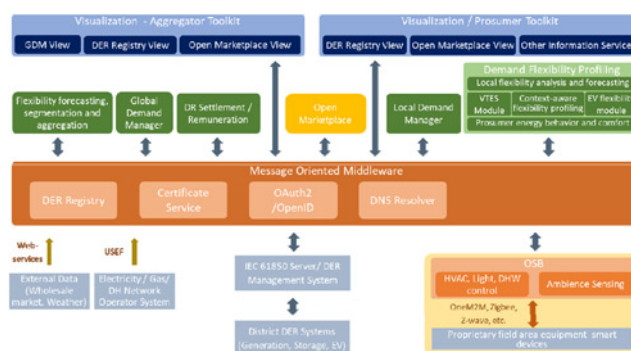 Visualization - Aggregator Toolkit
GDM View
DER Registry View
Open Marketplace View
Visualization / Prosumer Toolkit
DER Registry View
Open Marketplace View
Other Information Service
Flexibility forecasting,
segmentation and
aggregation
Global
Demand
Manager
DR Settlement /
Remuneration
Open
Marketplace
Local Demand
Manager
Demand Flexibility Profiling
Local flexibility analysis and forecasting
VTES
Module
Context-aware
flexibility profiling
EV flexibility
module
Prosumer energy behavior and comfort
Message Oriented Middleware
DER Registry
Certificate
Service
OAuth2
/OpenID
DNS Resolver
Web-
services
USEF
External Data
(Wholesale
market, Weather)
Electricity / Gas/
DH Network
Operator System
IEC 61850 Server/ DER
Management System
District DER Systems
(Generation, Storage, EV)
OSB
HVAC, Light, DHW
control
Ambience Sensing
OneM2M, Zigbee,
Z-wave, etc.
Proprietary field area equipment, smart
devices